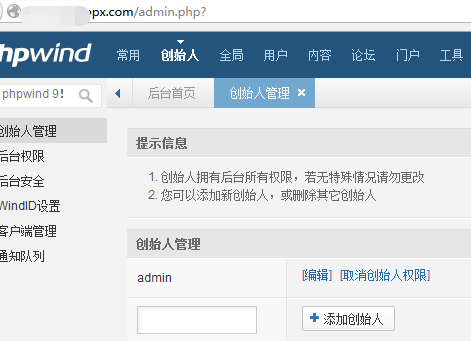 px.com/admin.php?
hpwind 常用 创始人 全局 用户 内容 论坛 门户 工具
phpwind 9! 后台首页 创始人管理 ×
创始人管理
后台权限
后台安全
WindID设置
客户端管理
通知队列
提示信息
1. 创始人拥有后台所有权限，若无特殊情况请勿更改
2. 您可以添加新创始人，或删除其它创始人
创始人管理
admin [编辑] [取消创始人权限]
+ 添加创始人